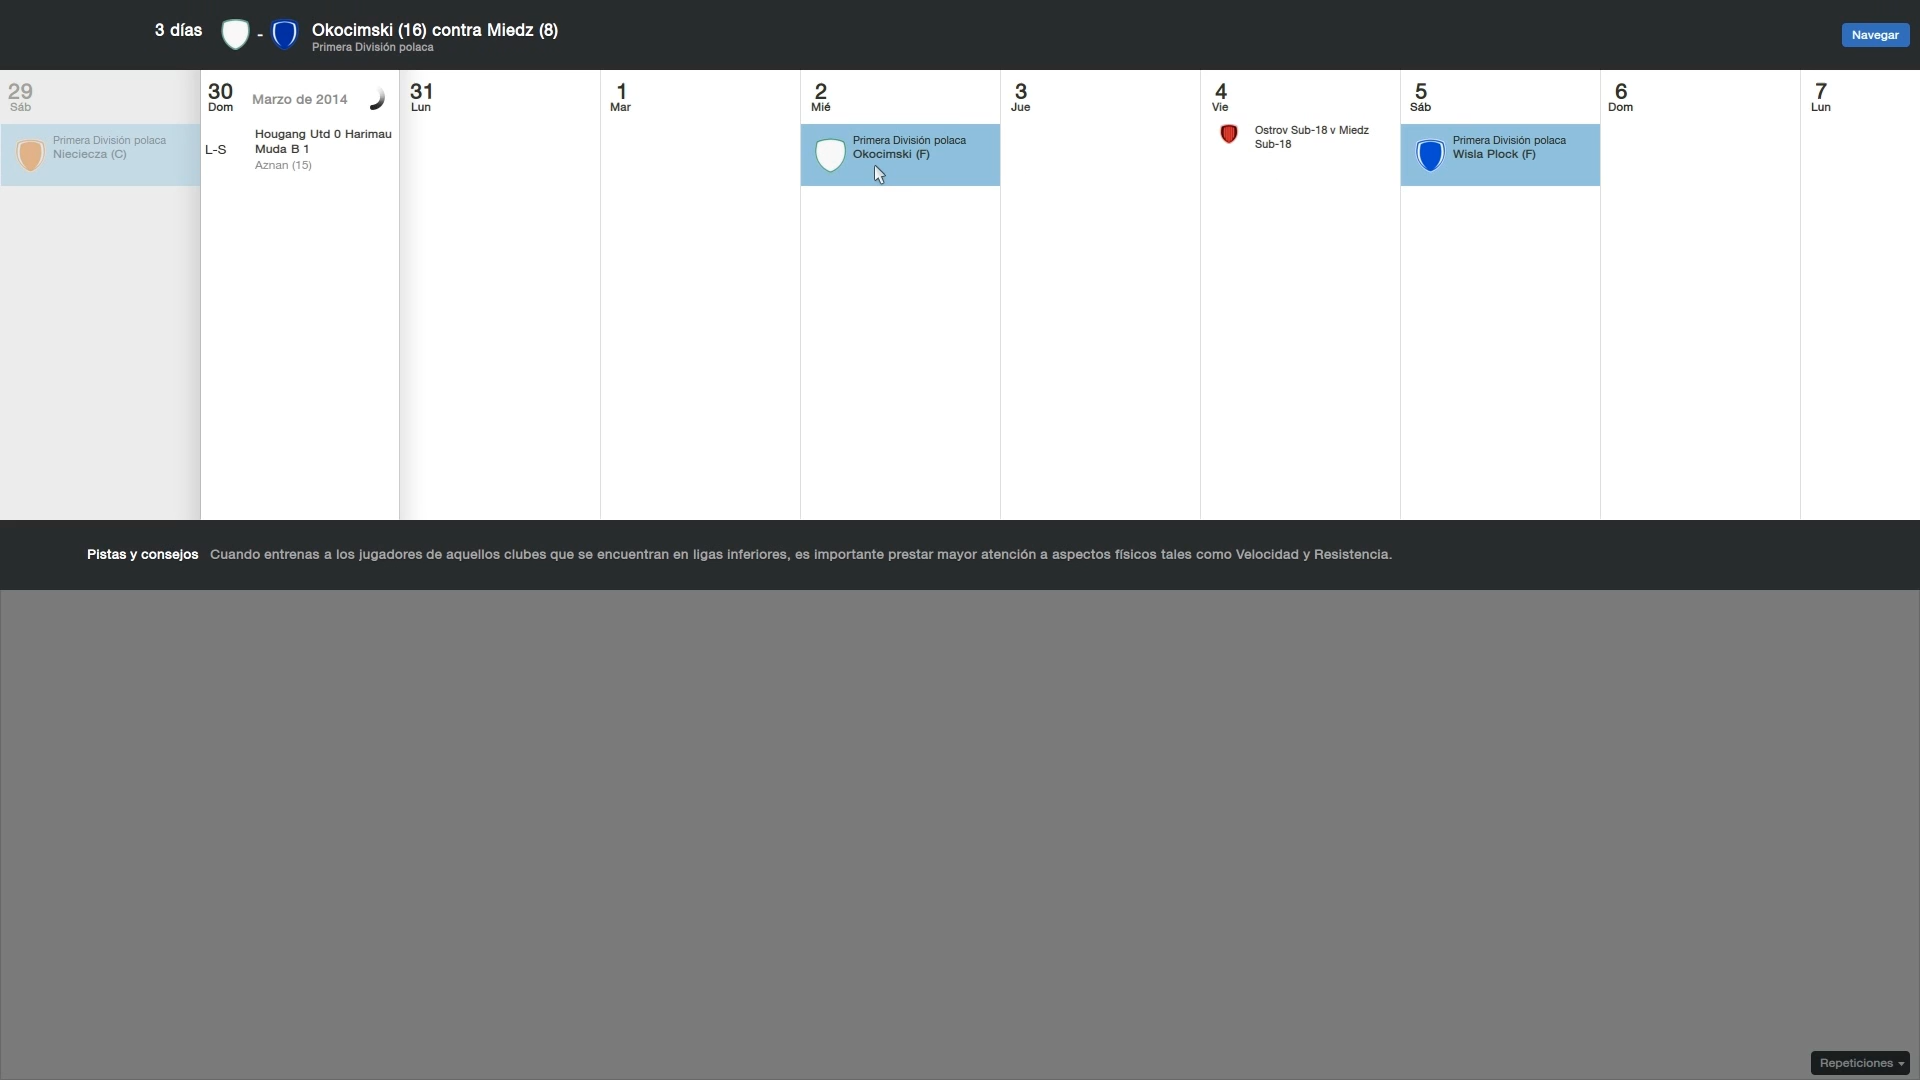 3 días
-
Okocimski (16) contra Miedz (8)
Primera División polaca
Navegar
29
Sáb
Primera División polaca
Nieciecza (C)
30
Dom
Marzo de 2014
L-S
Hougang Utd 0 Harimau
Muda B 1
Aznan (15)
31
Lun
1
Mar
2
Mié
Primera División polaca
Okocimski (F)
3
Jue
4
Vie
Ostrov Sub-18 v Miedz
Sub-18
5
Sáb
Primera División polaca
Wisla Plock (F)
6
Dom
7
Lun
Pistas y consejos Cuando entrenas a los jugadores de aquellos clubes que se encuentran en ligas inferiores, es importante prestar mayor atención a aspectos físicos tales como Velocidad y Resistencia.
Repeticiones